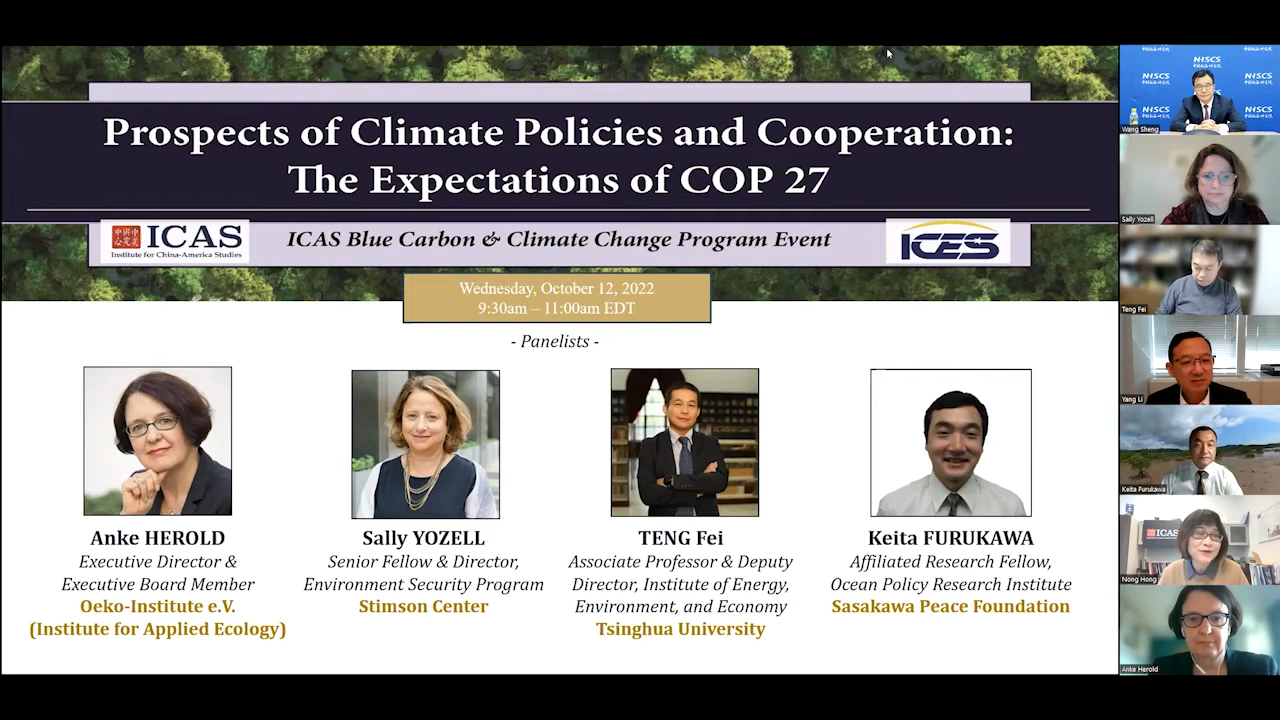 Prospects of Climate Policies and Cooperation:
The Expectations of COP 27
ICAS
Institute for China-America Studies
ICAS Blue Carbon & Climate Change Program Event
ICES
Wednesday, October 12, 2022
9:30am – 11:00am EDT
- Panelists -
Anke HEROLD
Executive Director &
Executive Board Member
Oeko-Institute e.V.
(Institute for Applied Ecology)
Sally YOZELL
Senior Fellow & Director,
Environment Security Program
Stimson Center
TENG Fei
Associate Professor & Deputy
Director, Institute of Energy,
Environment, and Economy
Tsinghua University
Keita FURUKAWA
Affiliated Research Fellow,
Ocean Policy Research Institute
Sasakawa Peace Foundation
NHSCS
NHSCS
NHSCS
NHSCS
NHSCS
Wang Sheng
Sally Yozell
Teng Fei
Yang Li
Keita Furukawa
ICAS
Nong Hong
Anke Herold